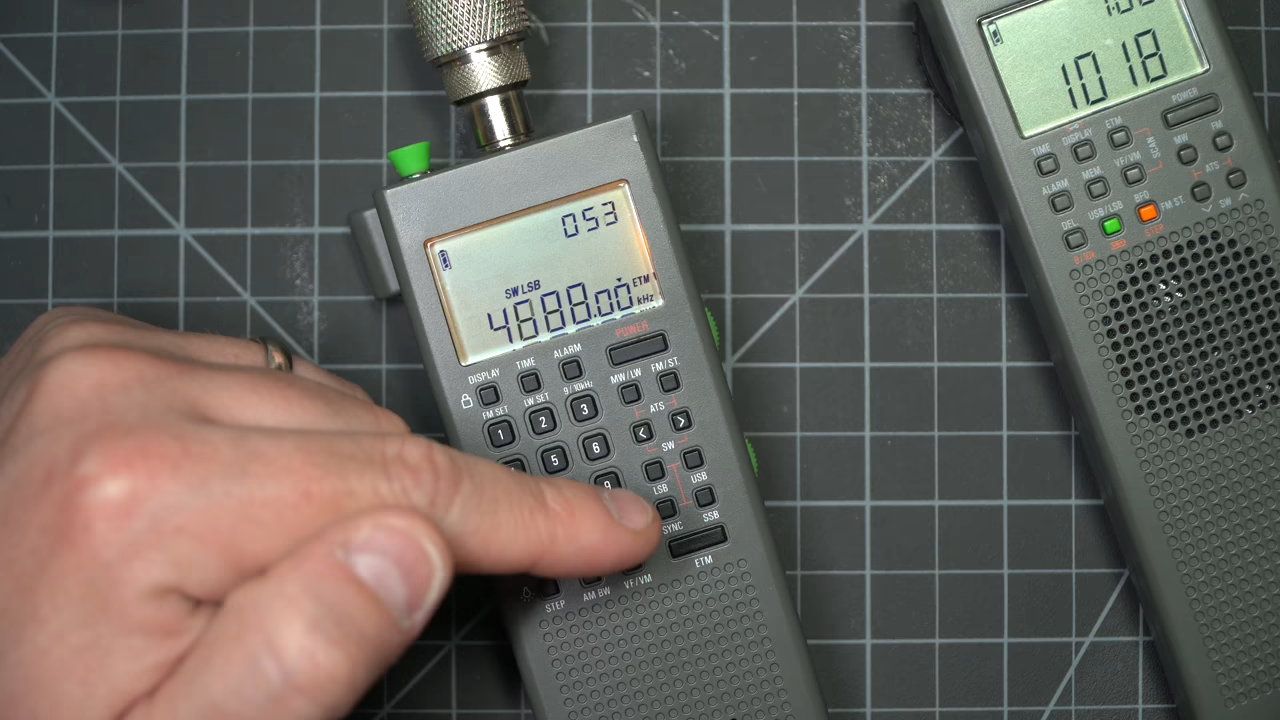 053
SW LSB
ETM
4888.00 kHz
POWER
DISPLAY
TIME
ALARM
FM SET
LW SET
9/10kHz
MW/LW
FM/ST.
1
2
3
ATS
<
>
5
6
SW
9
LSB
USB
SYNC
SSB
ETM
STEP
AM BW
VF/VM
1018
POWER
TIME
DISPLAY
ETM
SCAN
MW
FM
ALARM
MEM.
VF/VM
ATS
DEL
USB/LSB
BFO
FM ST.
SW
STEP